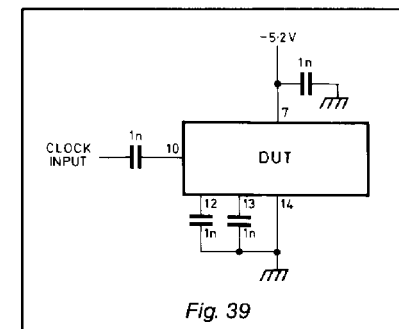 -5·2V
1n
7
CLOCK
INPUT
1n
10
DUT
12
13
14
1n
1n
Fig. 39